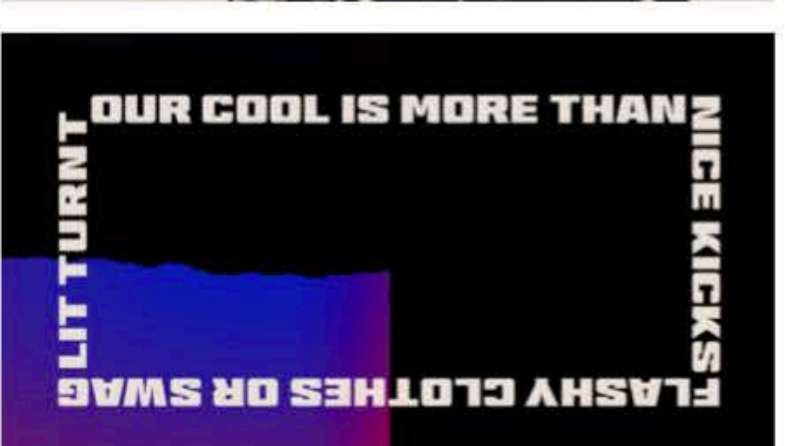 OUR COOL IS MORE THAN
NICE KICKS
FLASHY CLOTHES OR SWAG
LIT TURNT